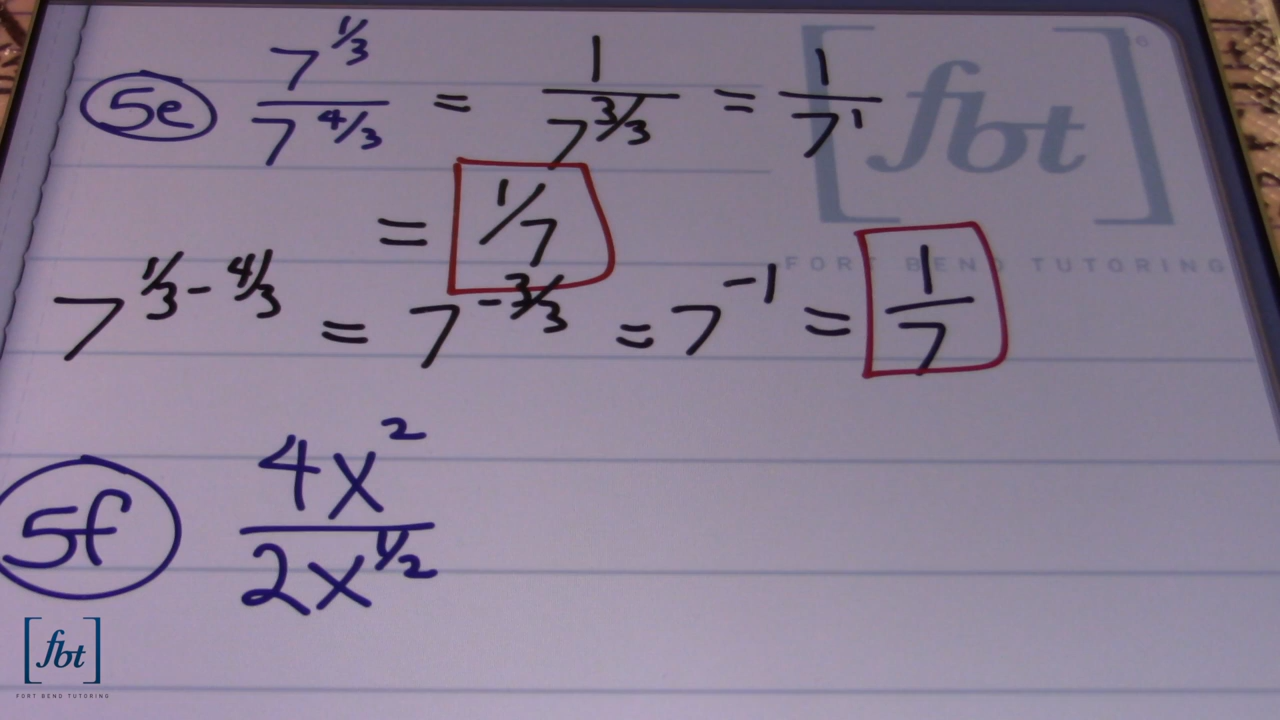 5e 7^1/3 / 7^4/3 = 1 / 7^3/3 = 1 / 7^1
= 1/7
7^1/3 - 4/3 = 7^-3/3 = 7^-1 = 1/7
5f 4x^2 / 2x^1/2
[fbt]
FORT BEND TUTORING
[fbt]
FORT BEND TUTORING